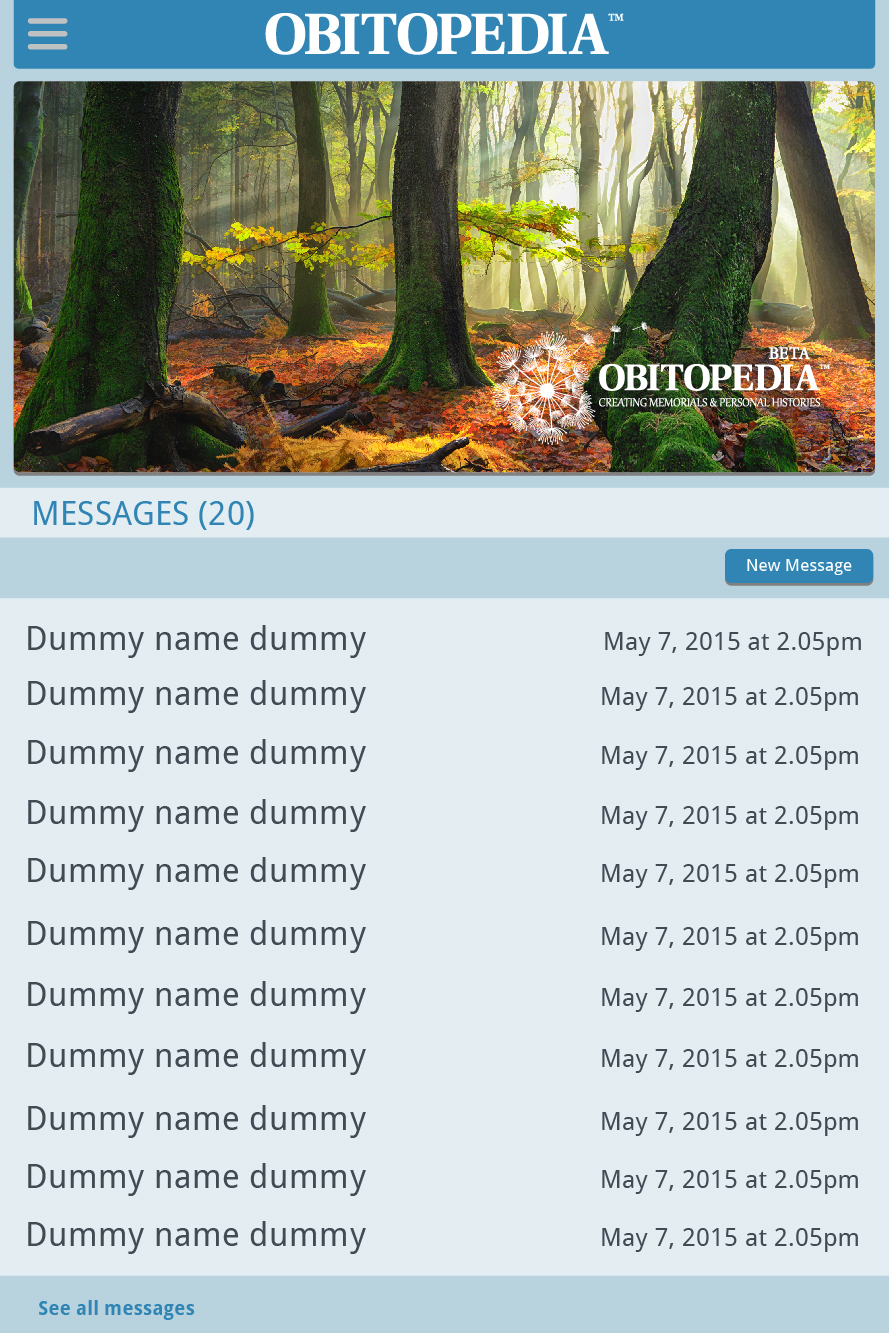 OBITOPEDIA™
BETA
OBITOPEDIA™
CREATING MEMORIALS & PERSONAL HISTORIES
MESSAGES (20)
New Message
Dummy name dummy May 7, 2015 at 2.05pm
Dummy name dummy May 7, 2015 at 2.05pm
Dummy name dummy May 7, 2015 at 2.05pm
Dummy name dummy May 7, 2015 at 2.05pm
Dummy name dummy May 7, 2015 at 2.05pm
Dummy name dummy May 7, 2015 at 2.05pm
Dummy name dummy May 7, 2015 at 2.05pm
Dummy name dummy May 7, 2015 at 2.05pm
Dummy name dummy May 7, 2015 at 2.05pm
Dummy name dummy May 7, 2015 at 2.05pm
Dummy name dummy May 7, 2015 at 2.05pm
See all messages